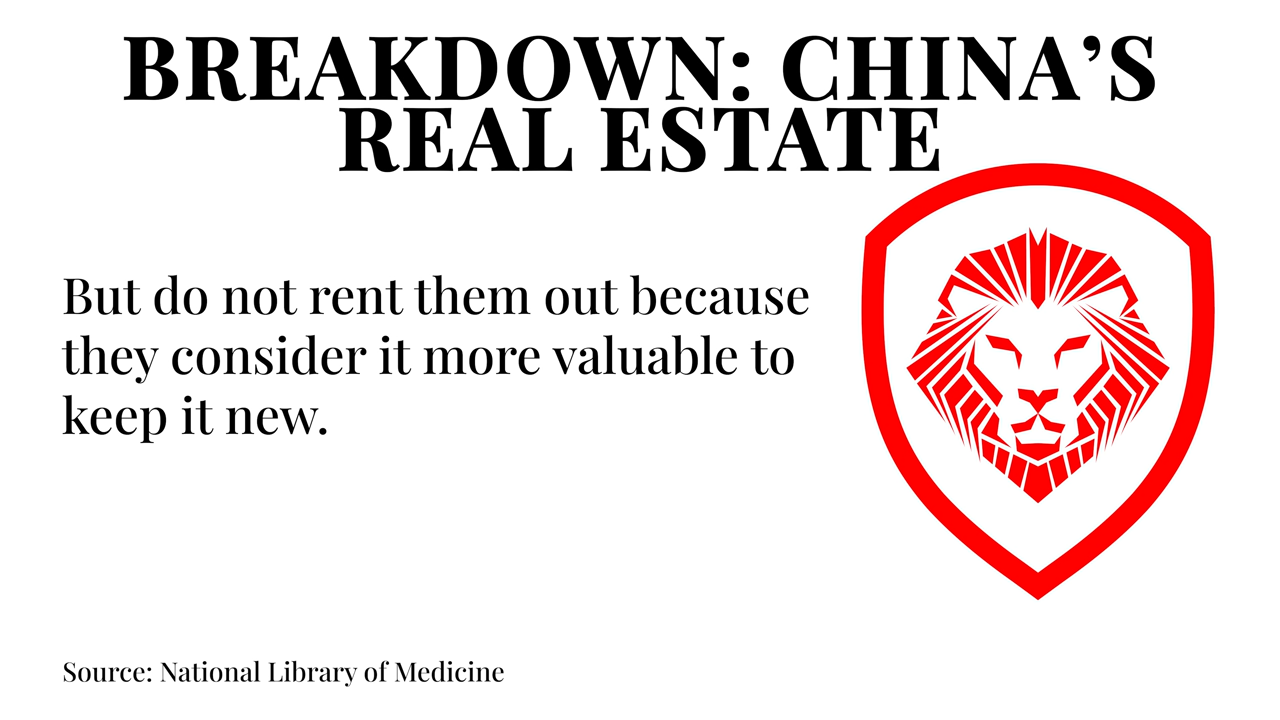 BREAKDOWN: CHINA’S
REAL ESTATE
But do not rent them out because
they consider it more valuable to
keep it new.
Source: National Library of Medicine